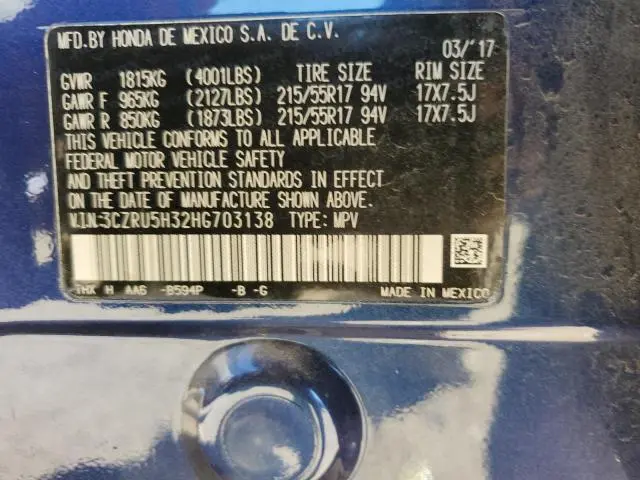 MFD.BY HONDA DE MEXICO S.A. DE C.V.
03/'17
GVWR 1815KG (4001LBS) TIRE SIZE RIM SIZE
GAWR F 965KG (2127LBS) 215/55R17 94V 17X7.5J
GAWR R 850KG (1873LBS) 215/55R17 94V 17X7.5J
THIS VEHICLE CONFORMS TO ALL APPLICABLE
FEDERAL MOTOR VEHICLE SAFETY
AND THEFT PREVENTION STANDARDS IN EFFECT
ON THE DATE OF MANUFACTURE SHOWN ABOVE.
V.I.N:3CZRU5H32HG703138 TYPE: MPV
THX H AA6 -B594P -B -G MADE IN MEXICO